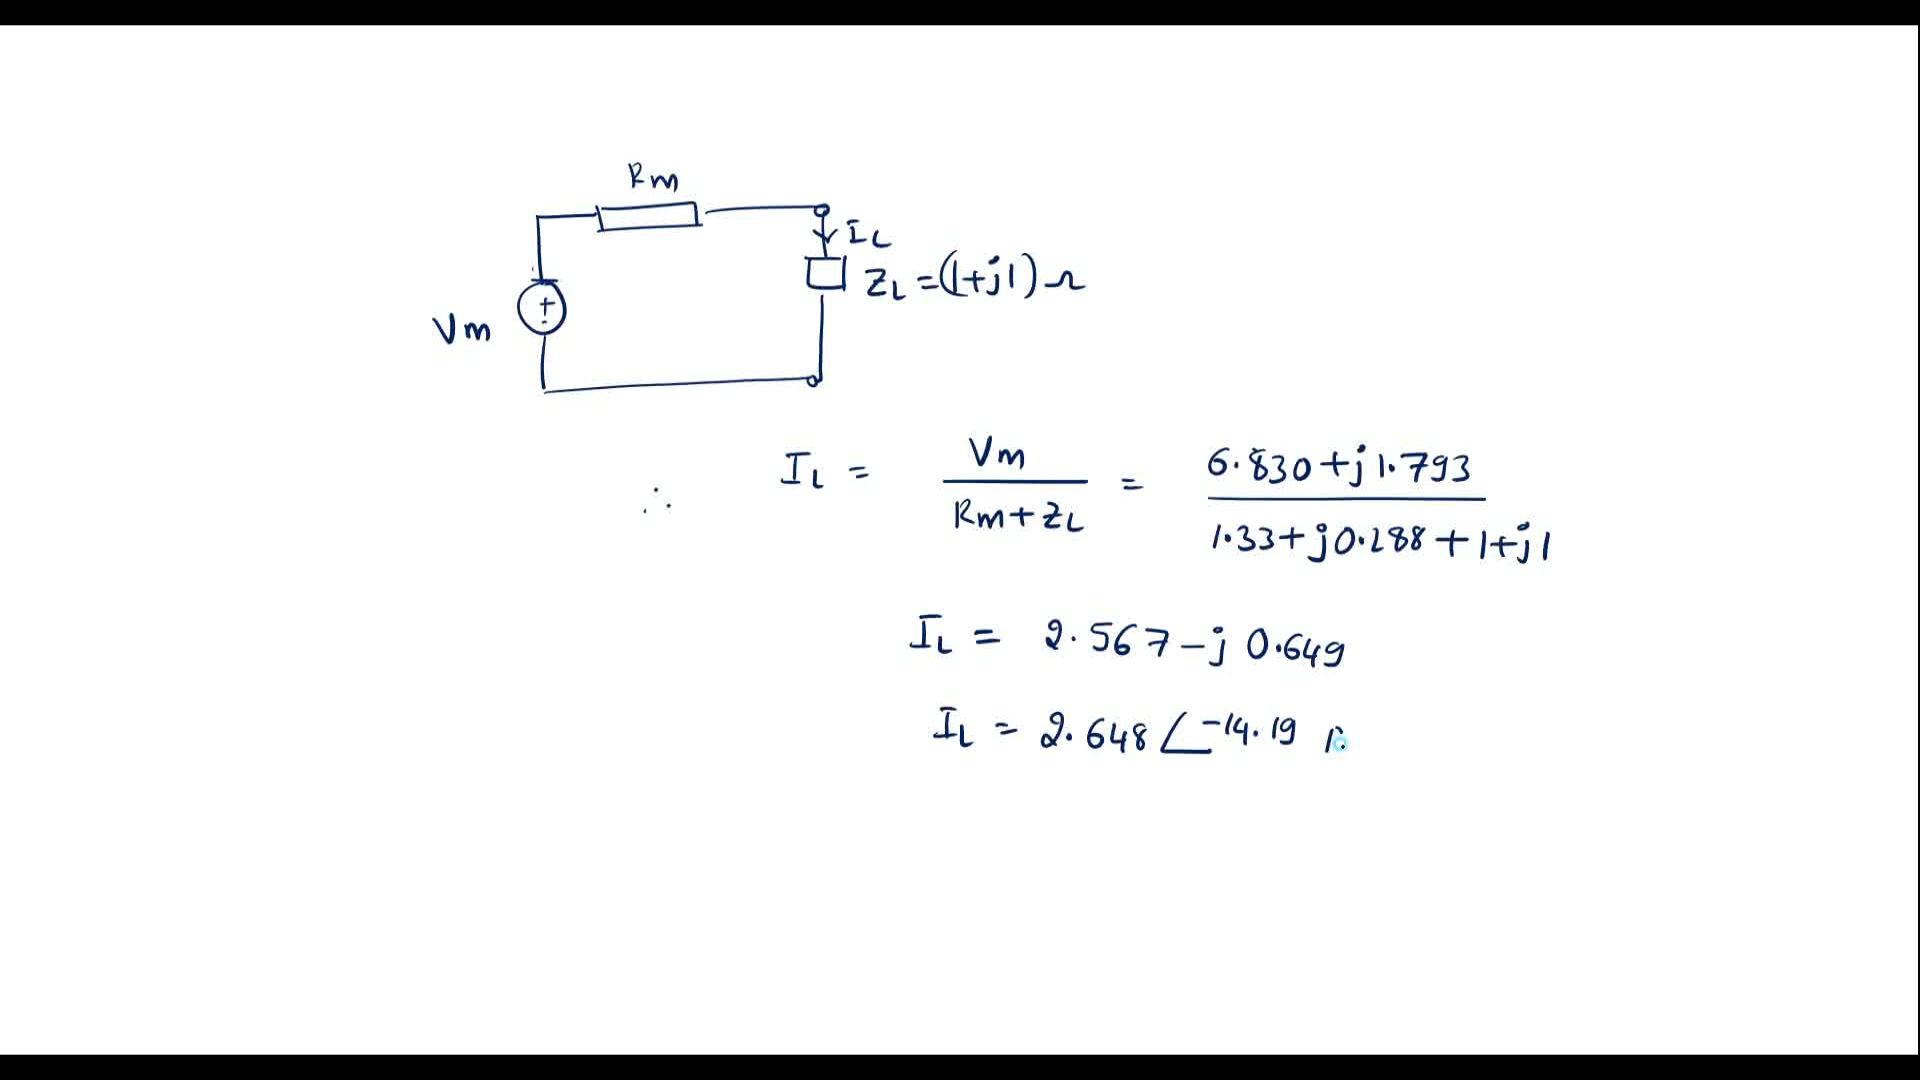 Rm
IL
ZL = (1+j1) Ω
Vm
+
-
∴ IL = Vm / Rm+ZL = 6.830+j1.793 / 1.33+j0.288+1+j1
IL = 2.567-j0.649
IL = 2.648∠-14.19